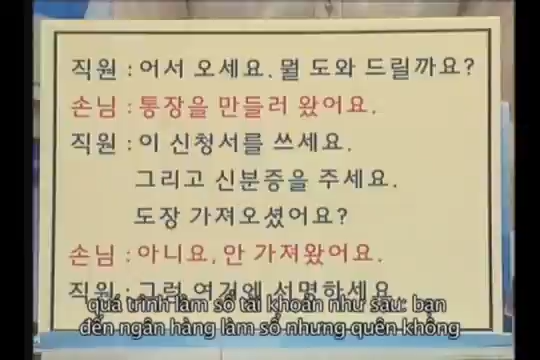 직원 : 어서 오세요. 뭘 도와 드릴까요?
손님 : 통장을 만들러 왔어요.
직원 : 이 신청서를 쓰세요.
그리고 신분증을 주세요.
도장 가져오셨어요?
손님 : 아니요, 안 가져왔어요.
직원 : 그럼 여기에 서명하세요
quá trình làm sổ tài khoản như sau: bạn
đến ngân hàng làm sổ nhưng quên không